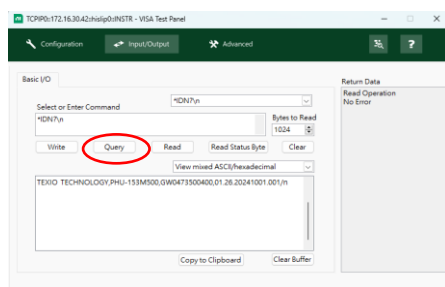 TCPIP0::172.16.30.42::hislip0::INSTR - VISA Test Panel
Configuration
Input/Output
Advanced
?
Basic I/O
Return Data
Read Operation
No Error
Select or Enter Command
*IDN?\n
*IDN?\n
Bytes to Read
1024
Write
Query
Read
Read Status Byte
Clear
View mixed ASCII/hexadecimal
TEXIO TECHNOLOGY,PHU-153M500,GW0473500400,01.28.20241001.001/n
Copy to Clipboard
Clear Buffer